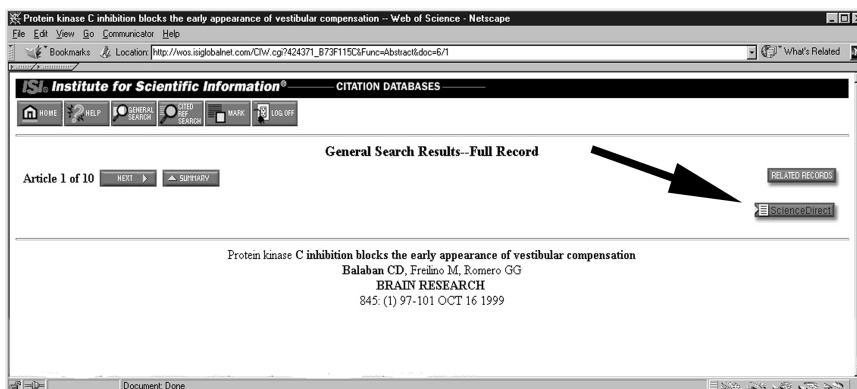 Protein kinase C inhibition blocks the early appearance of vestibular compensation -- Web of Science - Netscape
File Edit View Go Communicator Help
Bookmarks Location: http://wos.isiglobalnet.com/CIW.cgi?424371_B73F115C&Func=Abstract&doc=6/1 What's Related
ISI® Institute for Scientific Information® CITATION DATABASES
HOME HELP GENERAL SEARCH CITED REF SEARCH MARK LOG OFF
General Search Results--Full Record
Article 1 of 10 NEXT SUMMARY RELATED RECORDS
ScienceDirect
Protein kinase C inhibition blocks the early appearance of vestibular compensation
Balaban CD, Freilino M, Romero GG
BRAIN RESEARCH
845: (1) 97-101 OCT 16 1999
Document: Done